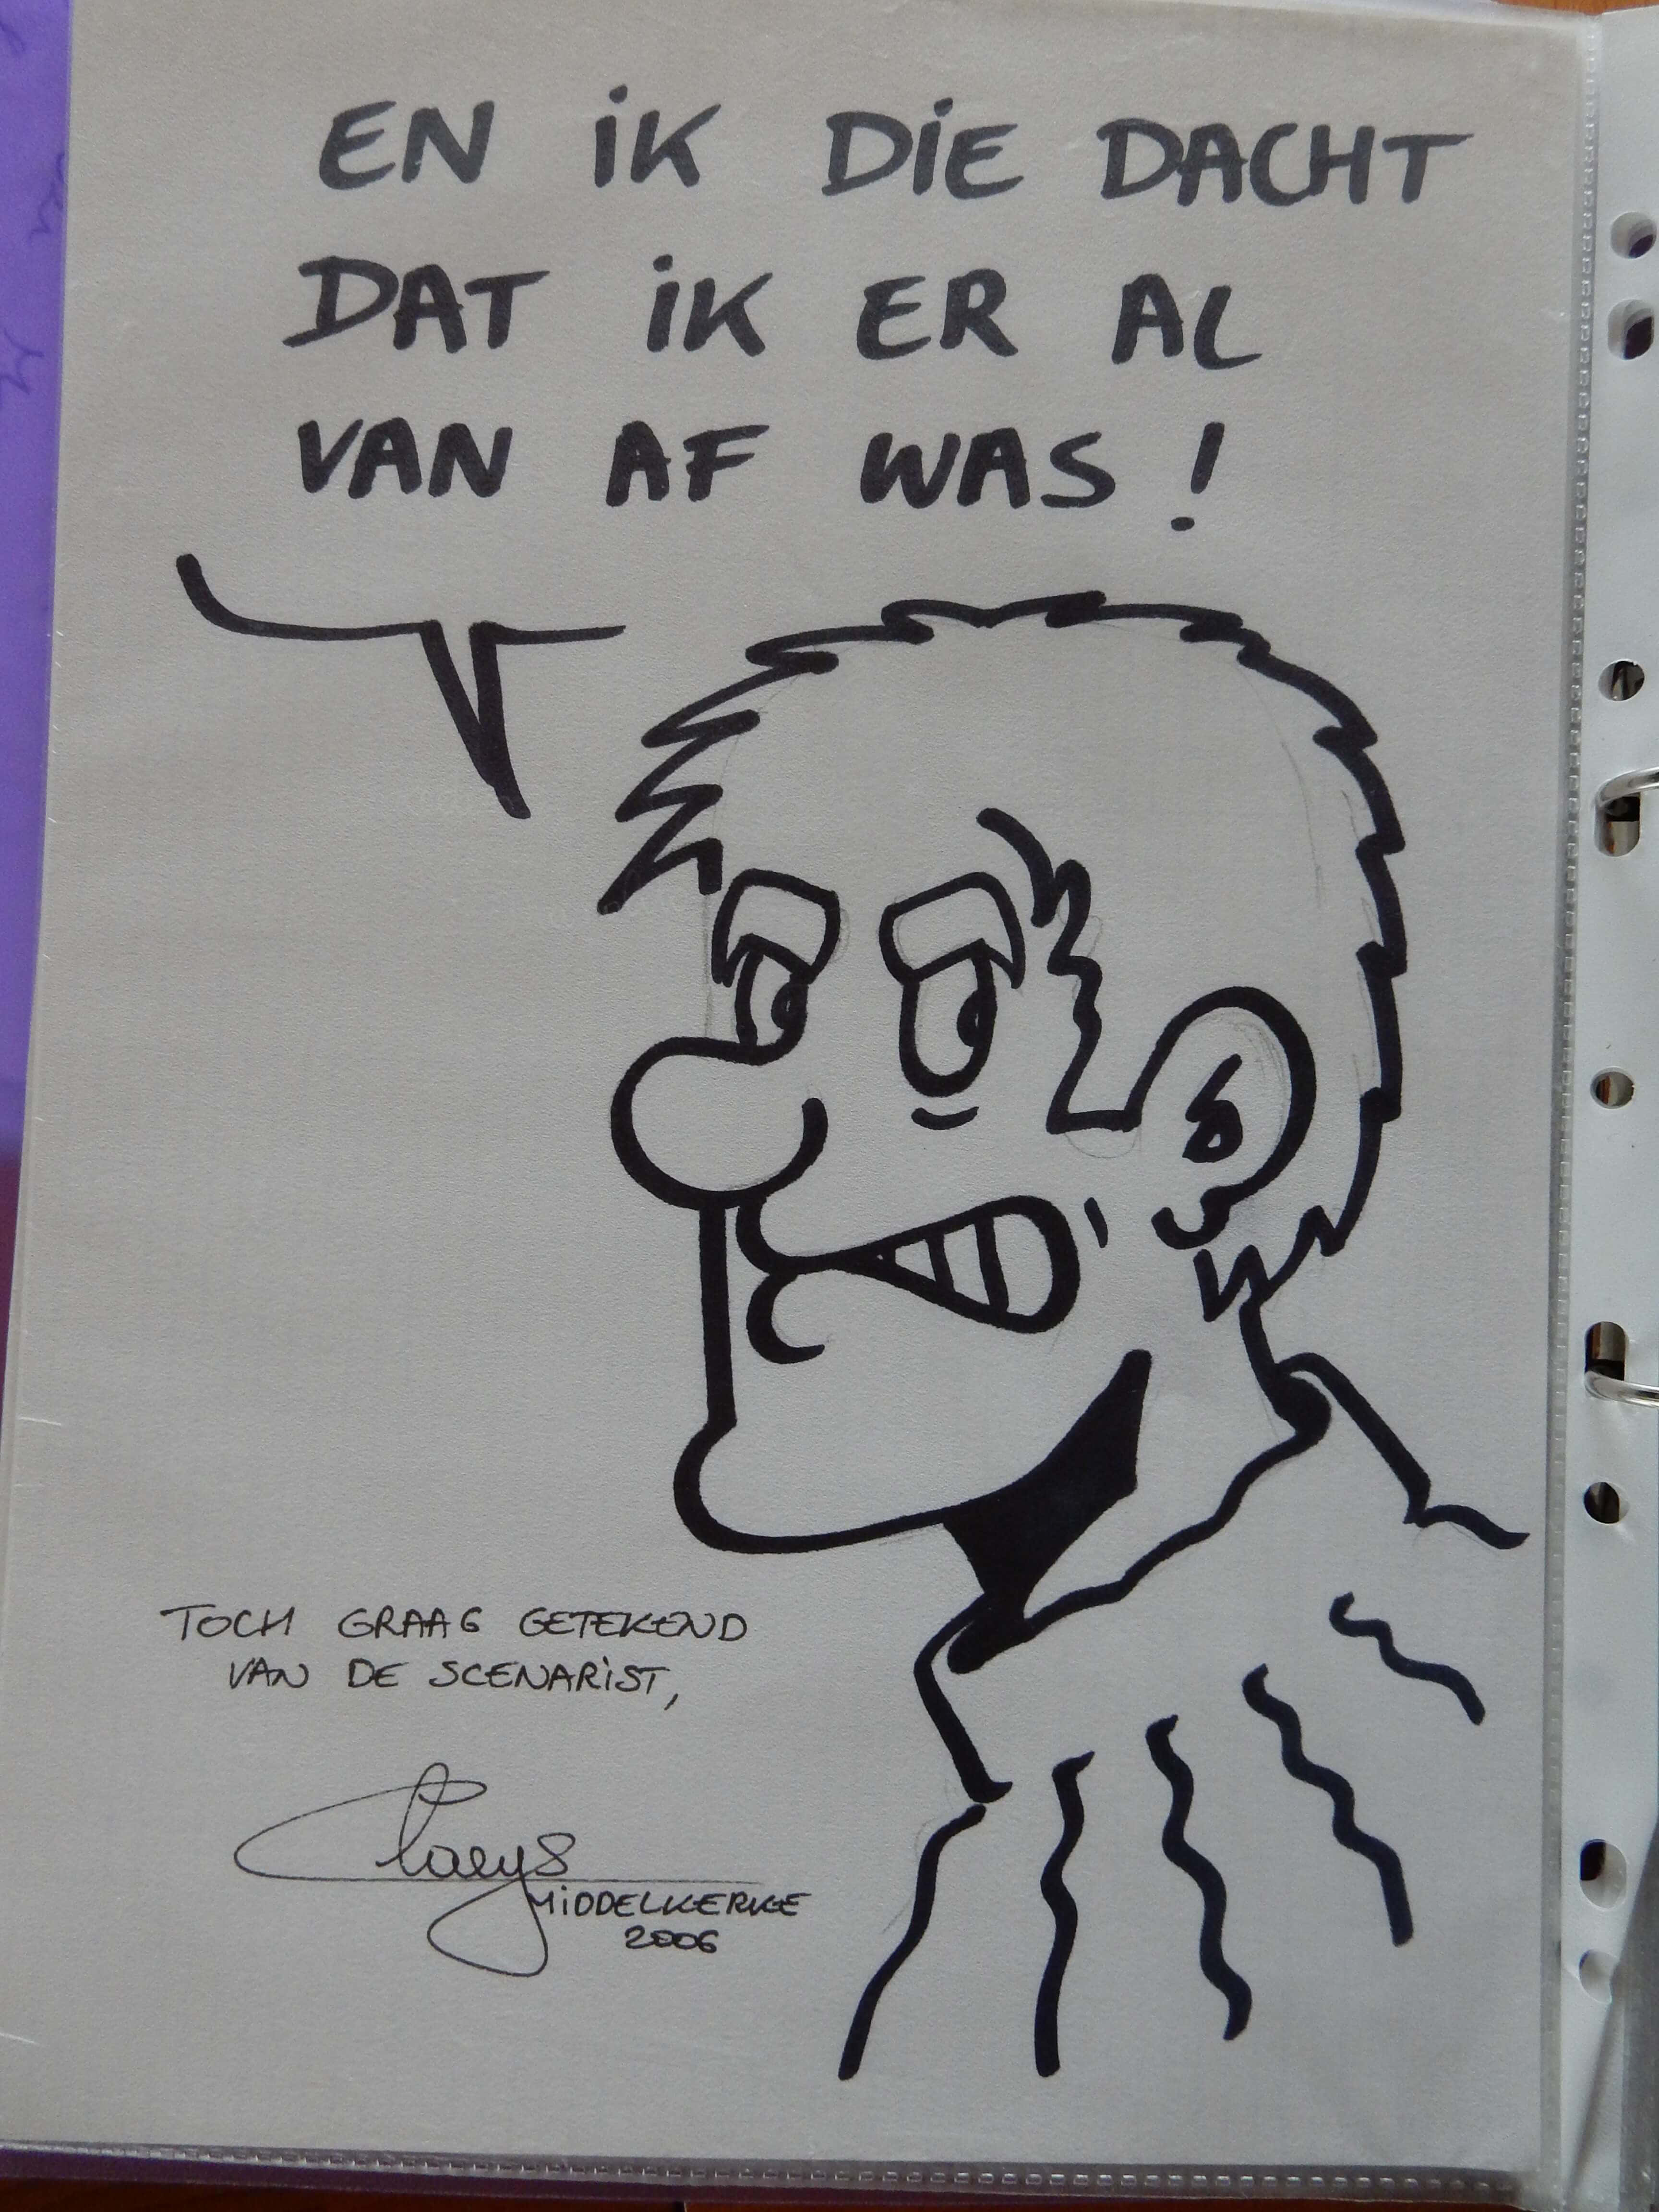 EN iK DiE DACHT
DAT iK ER AL
VAN AF WAS !
TOCH GRAAG GETEKEND
VAN DE SCENARiST,
Claeys
MiDDELKERKE
2006